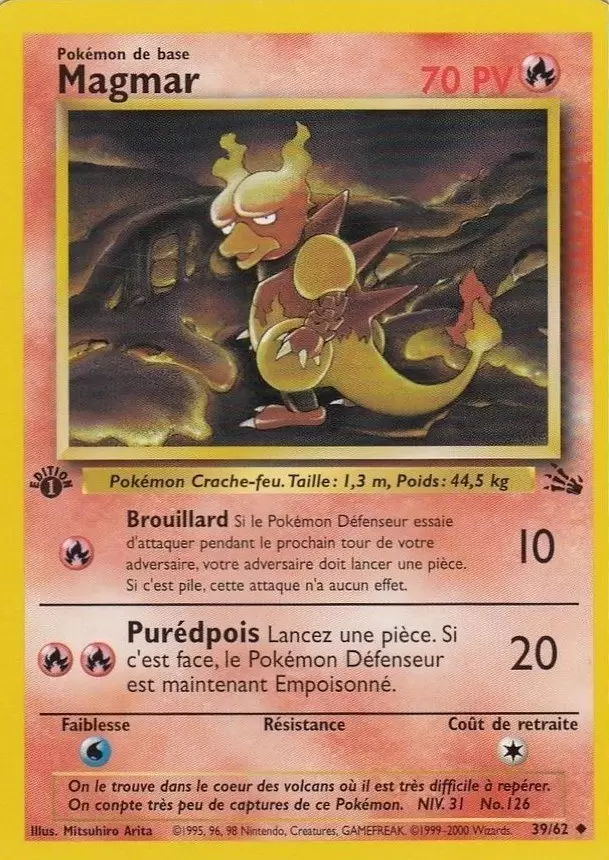 Pokémon de base
Magmar
70 PV
EDITION
1
Pokémon Crache-feu. Taille: 1,3 m, Poids: 44,5 kg
Brouillard Si le Pokémon Défenseur essaie
d'attaquer pendant le prochain tour de votre
adversaire, votre adversaire doit lancer une pièce.
Si c'est pile, cette attaque n'a aucun effet.
10
Purédpois Lancez une pièce. Si
c'est face, le Pokémon Défenseur
est maintenant Empoisonné.
20
Faiblesse
Résistance
Coût de retraite
On le trouve dans le coeur des volcans où il est très difficile à repérer.
On conpte très peu de captures de ce Pokémon. NIV. 31 No. 126
Illus. Mitsuhiro Arita ©1995, 96, 98 Nintendo, Creatures, GAMEFREAK. ©1999-2000 Wizards. 39/62